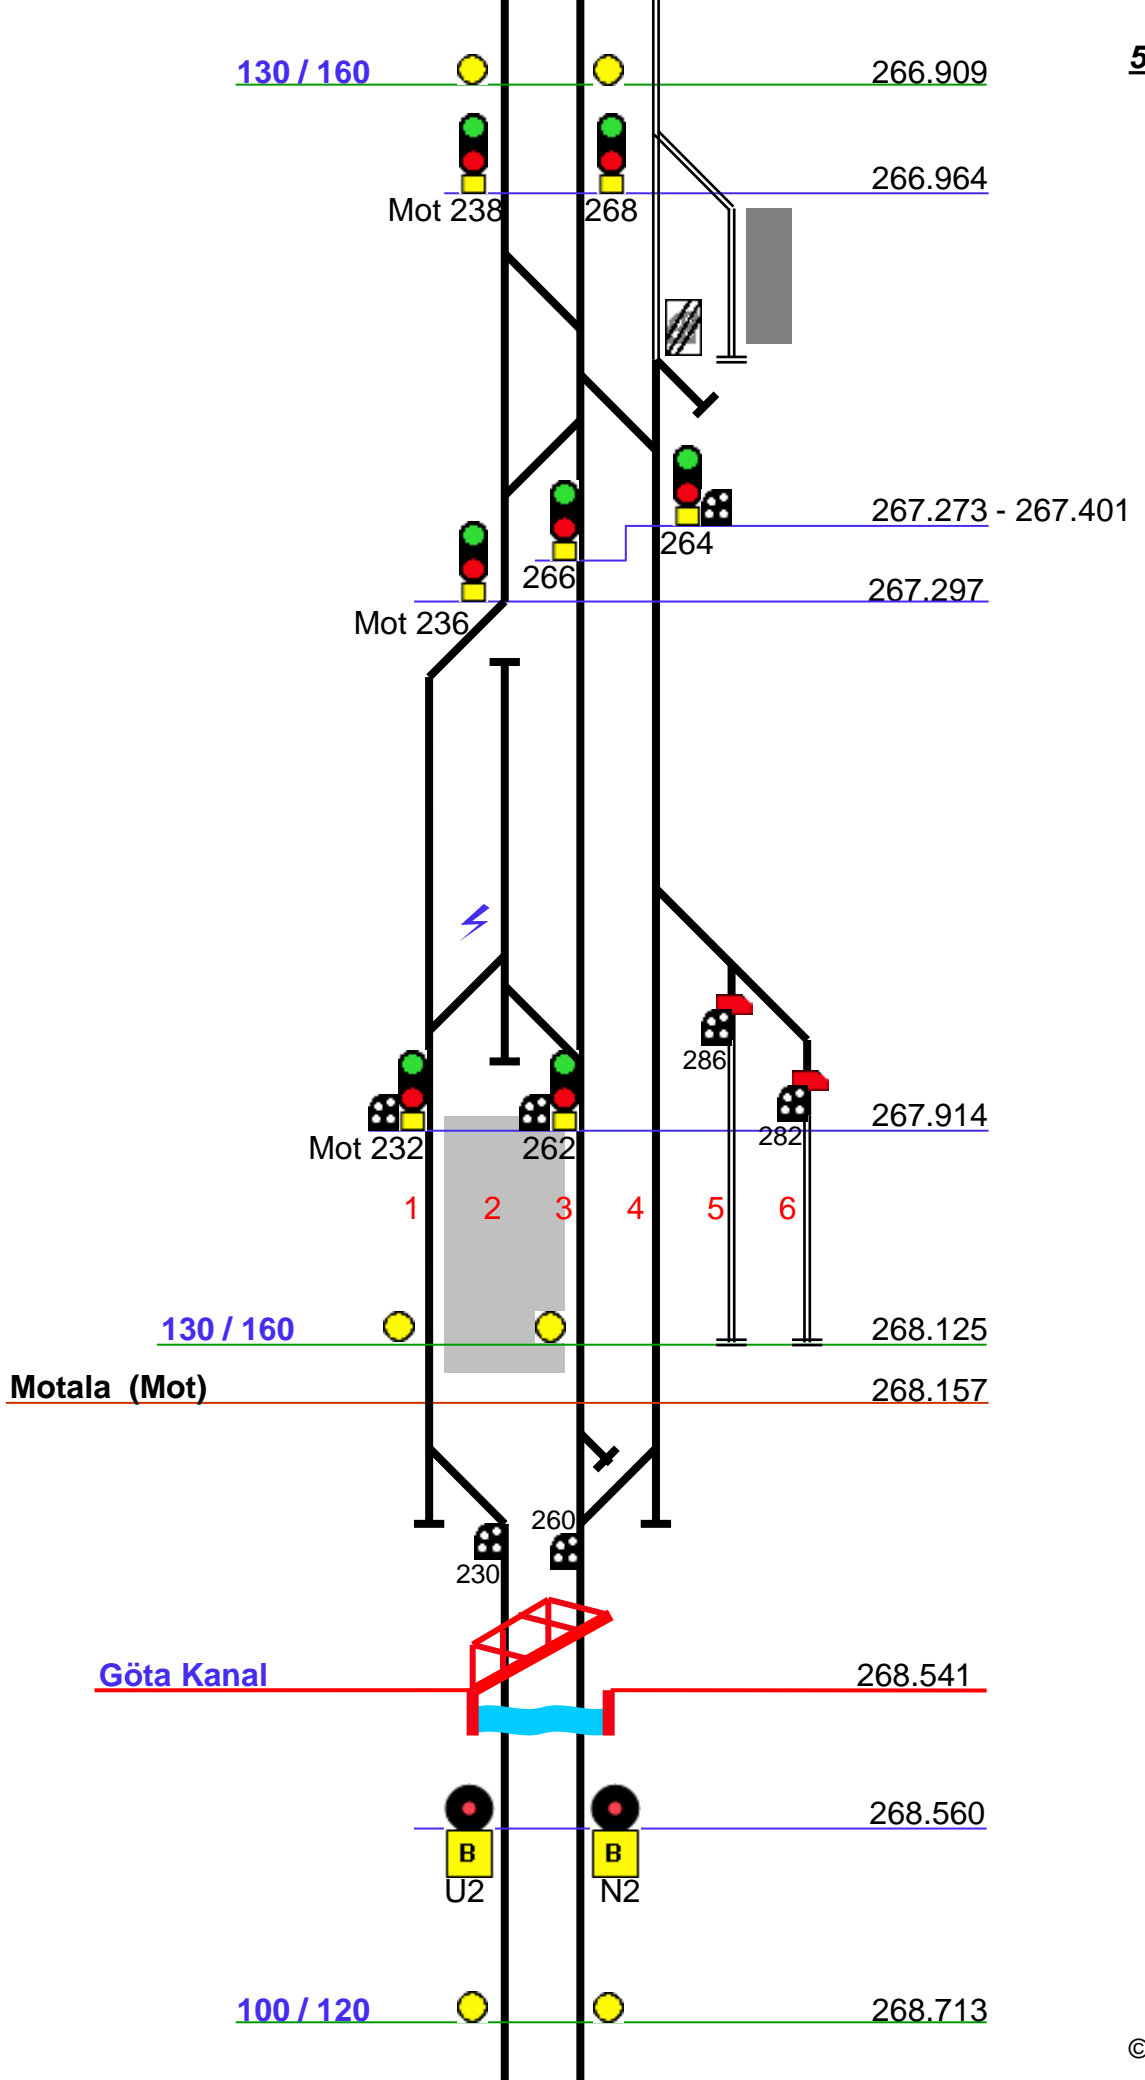 130 / 160 266.909
5
266.964
Mot 238 268
267.273 - 267.401
264
266
267.297
Mot 236
286
267.914
282
Mot 232 262
1 2 3 4 5 6
130 / 160 268.125
Motala (Mot) 268.157
260
230
Göta Kanal 268.541
268.560
B B
U2 N2
100 / 120 268.713
©